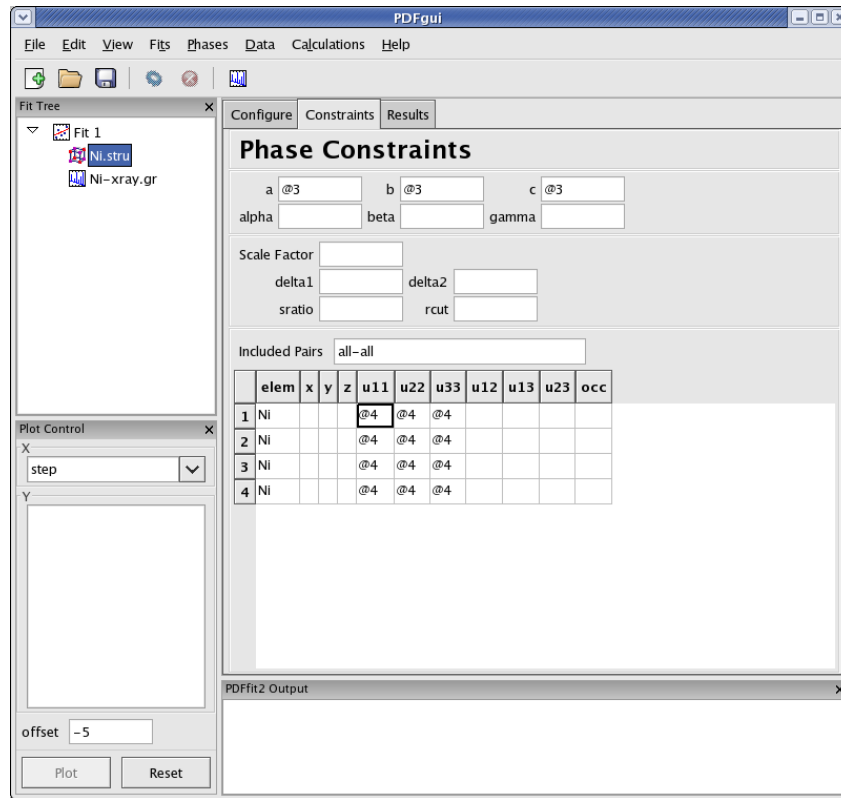 PDFgui
File Edit View Fits Phases Data Calculations Help
Fit Tree
Fit 1
Ni.stru
Ni-xray.gr
Plot Control
X
step
Y
offset -5
Plot Reset
Configure Constraints Results
Phase Constraints
a @3 b @3 c @3
alpha beta gamma
Scale Factor
delta1 delta2
sratio rcut
Included Pairs all-all
elem x y z u11 u22 u33 u12 u13 u23 occ
1 Ni @4 @4 @4
2 Ni @4 @4 @4
3 Ni @4 @4 @4
4 Ni @4 @4 @4
PDFfit2 Output